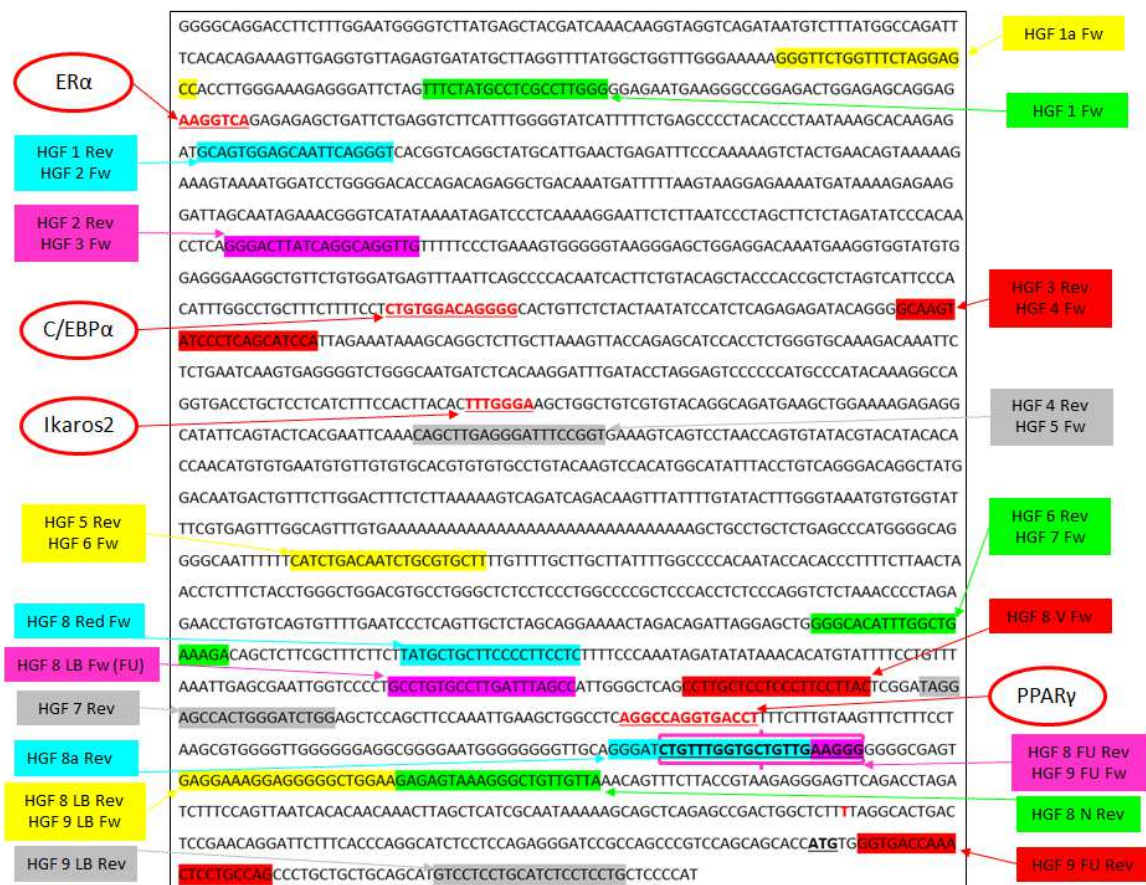 ERα
HGF 1 Rev
HGF 2 Fw
HGF 2 Rev
HGF 3 Fw
C/EBPα
Ikaros2
HGF 5 Rev
HGF 6 Fw
HGF 8 Red Fw
HGF 8 LB Fw (FU)
HGF 7 Rev
HGF 8a Rev
HGF 8 LB Rev
HGF 9 LB Fw
HGF 9 LB Rev
GGGGCAGGACCTTCTTTGGAATGGGGTCTTATGAGCTACGATCAAACAAGGTAGGTCAGATAATGTCTTTATGGCCAGATT
TCACACAGAAAGTTGAGGTGTTAGAGTGATATGCTTAGGTTTTATGGCTGGTTTGGGAAAAAGGGTTCTGGTTTCTAGGAG
CCACCTTGGGAAAGAGGGATTCTAGTTTCTATGCCTCGCCTTGGGGGAGAATGAAGGGCCGGAGACTGGAGAGCAGGAG
AAGGTCAGAGAGAGCTGATTCTGAGGTCTTCATTTGGGGTATCATTTTTCTGAGCCCCTACACCCTAATAAAGCACAAGAG
ATGCAGTGGAGCAATTCAGGGTCACGGTCAGGCTATGCATTGAACTGAGATTTCCCAAAAAGTCTACTGAACAGTAAAAAG
AAAGTAAAATGGATCCTGGGGACACCAGACAGAGGCTGACAAATGATTTTTAAGTAAGGAGAAAATGATAAAAGAGAAG
GATTAGCAATAGAAACGGGTCATATAAAATAGATCCCTCAAAAGGAATTCTCTTAATCCCTAGCTTCTCTAGATATCCCACAA
CCTCAGGGACTTATCAGGCAGGTTGTTTTTCCCTGAAAGTGGGGGTAAGGGAGCTGGAGGACAAATGAAGGTGGTATGTG
GAGGGAAGGCTGTTCTGTGGATGAGTTTAATTCAGCCCCACAATCACTTCTGTACAGCTACCCACCGCTCTAGTCATTCCCA
CATTTGGCCTGCTTTCTTTTCCTCTGTGGACAGGGGCACTGTTCTCTACTAATATCCATCTCAGAGAGATACAGGGGCAAGT
ATCCCTCAGCATCCATTAGAAATAAAGCAGGCTCTTGCTTAAAGTTACCAGAGCATCCACCTCTGGGTGCAAAGACAAATTC
TCTGAATCAAGTGAGGGGTCTGGGCAATGATCTCACAAGGATTTGATACCTAGGAGTCCCCCCATGCCCATACAAAGGCCA
GGTGACCTGCTCCTCATCTTTCCACTTACACTTTGGGAAGCTGGCTGTCGTGTACAGGCAGATGAAGCTGGAAAAGAGAGG
CATATTCAGTACTCACGAATTCAAACAGCTTGAGGGATTTCCGGTGAAAGTCAGTCCTAACCAGTGTATACGTACATACACA
CCAACATGTGTGAATGTGTTGTGTGCACGTGTGTGCCTGTACAAGTCCACATGGCATATTTACCTGTCAGGGACAGGCTATG
GACAATGACTGTTTCTTGGACTTTCTCTTAAAAAGTCAGATCAGACAAGTTTATTTTGTATACTTTGGGTAAATGTGTGGTAT
TTCGTGAGTTTGGCAGTTTGTGAAAAAAAAAAAAAAAAAAAAAAAAAAAAAAAAGCTGCCTGCTCTGAGCCCATGGGGCAG
GGGCAATTTTTTCATCTGACAATCTGCGTGCTTTTGTTTTGCTTGCTTATTTTGGCCCCACAATACCACACCCTTTTCTTAACTA
ACCTCTTTCTACCTGGGCTGGACGTGCCTGGGCTCTCCTCCCTGGCCCCGCTCCCACCTCTCCCAGGTCTCTAAACCCCTAGA
GAACCTGTGTCAGTGTTTTGAATCCCTCAGTTGCTCTAGCAGGAAAACTAGACAGATTAGGAGCTGGGGCACATTTGGCTG
AAAGACAGCTCTTCGCTTTCTTCTTATGCTGCTTCCCCTTCCTCTTTTCCCAAATAGATATATAAACACATGTATTTTCCTGTTT
AAATTGAGCGAATTGGTCCCCTGCCTGTGCCTTGATTTAGCCATTGGGCTCAGCCTTGCTCCTCCCTTCCTTACTCGGATAGG
AGCCACTGGGATCTGGAGCTCCAGCTTCCAAATTGAAGCTGGCCTCAGGCCAGGTGACCTTTTCTTTGTAAGTTTCTTTCCT
AAGCGTGGGGTTGGGGGGAGGCGGGGAATGGGGGGGGTTGCAGGGATCTGTTTGGTGCTGTTGAAGGGGGGGCGAGT
GAGGAAAGGAGGGGGCTGGAAGAGAGTAAAGGGCTGTTGTTAAACAGTTTCTTACCGTAAGAGGGAGTTCAGACCTAGA
TCTTTCCAGTTAATCACACAACAAACTTAGCTCATCGCAATAAAAAGCAGCTCAGAGCCGACTGGCTCTTTTAGGCACTGAC
TCCGAACAGGATTCTTTCACCCAGGCATCTCCTCCAGAGGGATCCGCCAGCCCGTCCAGCAGCACCATGTGGGTGACCAAA
CTCCTGCCAGCCCTGCTGCTGCAGCATGTCCTCCTGCATCTCCTCCTGCTCCCCAT
HGF 1a Fw
HGF 1 Fw
HGF 3 Rev
HGF 4 Fw
HGF 4 Rev
HGF 5 Fw
HGF 6 Rev
HGF 7 Fw
HGF 8 V Fw
PPARγ
HGF 8 FU Rev
HGF 9 FU Fw
HGF 8 N Rev
HGF 9 FU Rev